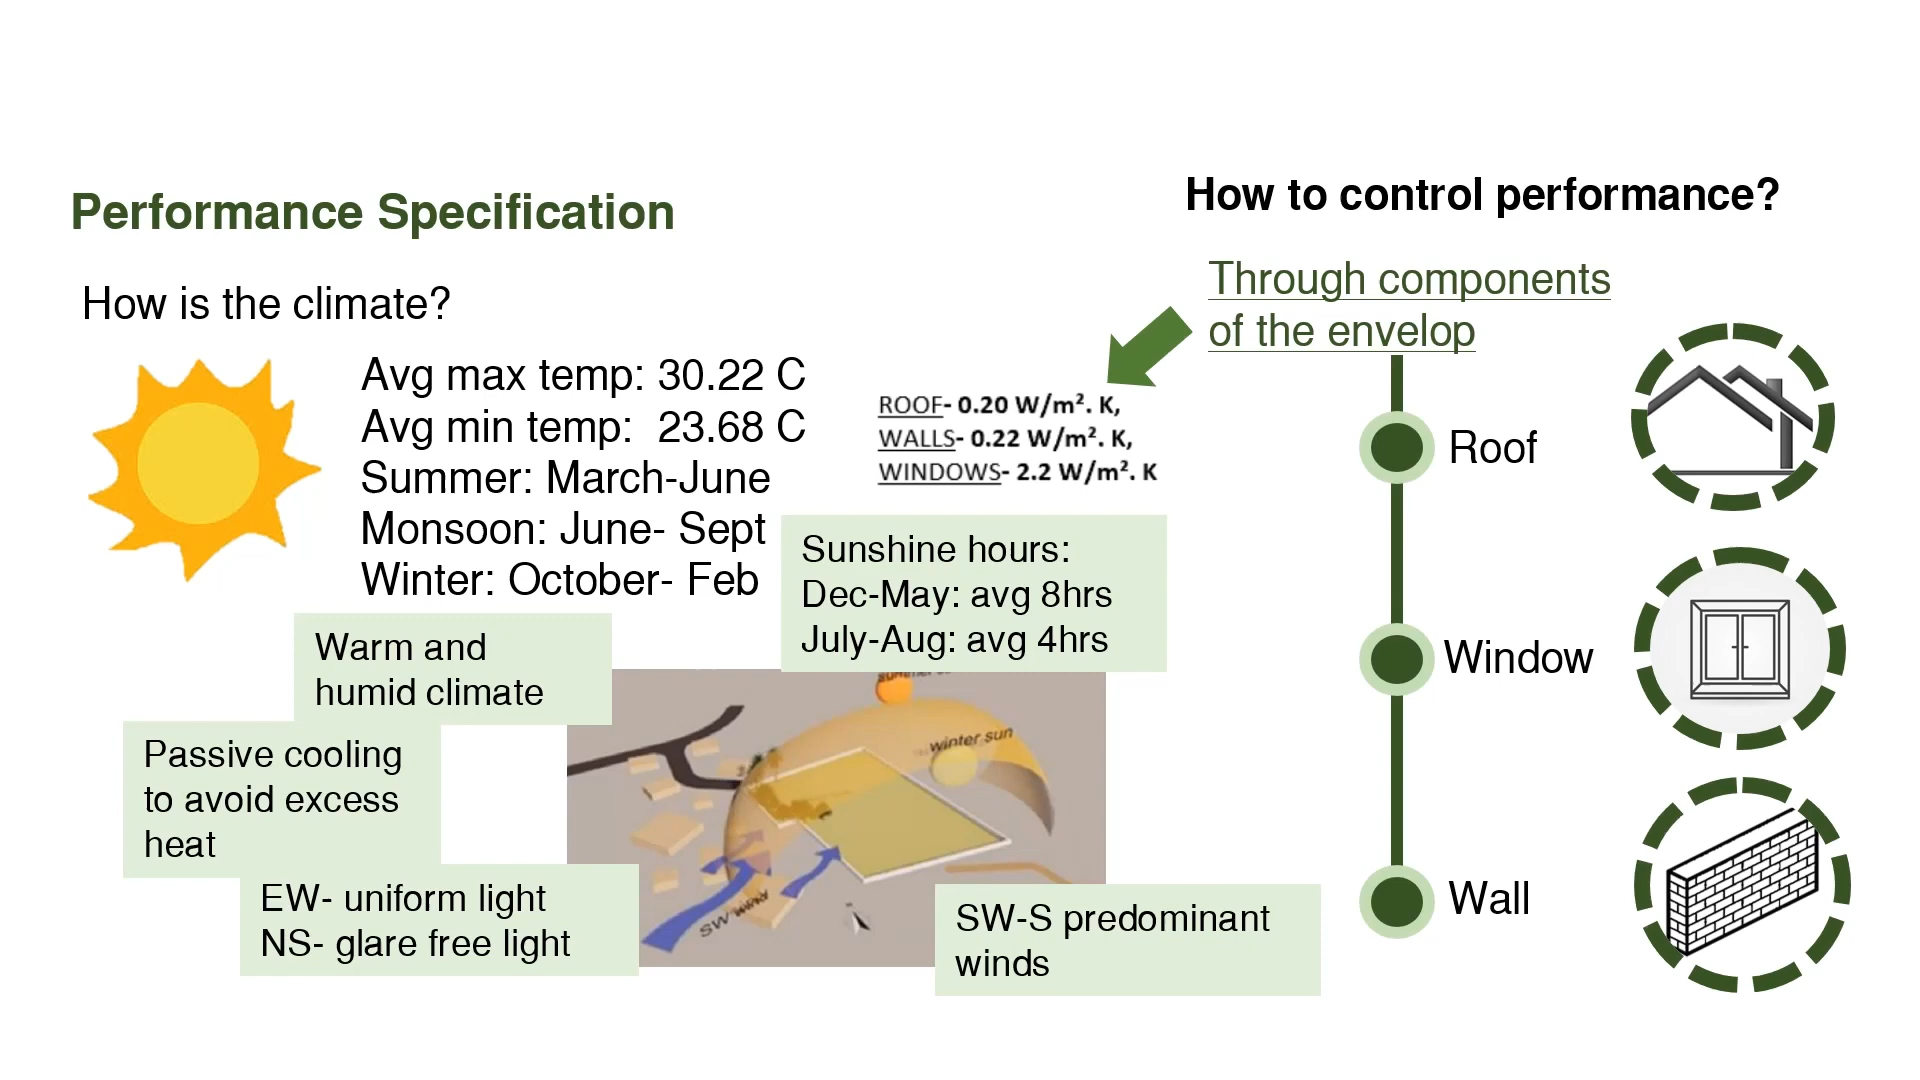 Performance Specification
How is the climate?
Avg max temp: 30.22 C
Avg min temp:  23.68 C
Summer: March-June
Monsoon: June- Sept
Winter: October- Feb
Warm and
humid climate
Passive cooling
to avoid excess
heat
EW- uniform light
NS- glare free light
Sunshine hours:
Dec-May: avg 8hrs
July-Aug: avg 4hrs
winter sun
SW wind
SW-S predominant
winds
How to control performance?
Through components
of the envelop
ROOF- 0.20 W/m². K,
WALLS- 0.22 W/m². K,
WINDOWS- 2.2 W/m². K
Roof
Window
Wall